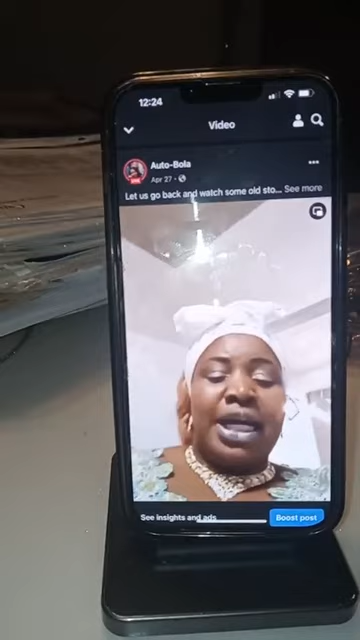 12:24
Video
Auto-Bola
Apr 27 ·
Let us go back and watch some old sto... See more
See insights and ads
Boost post